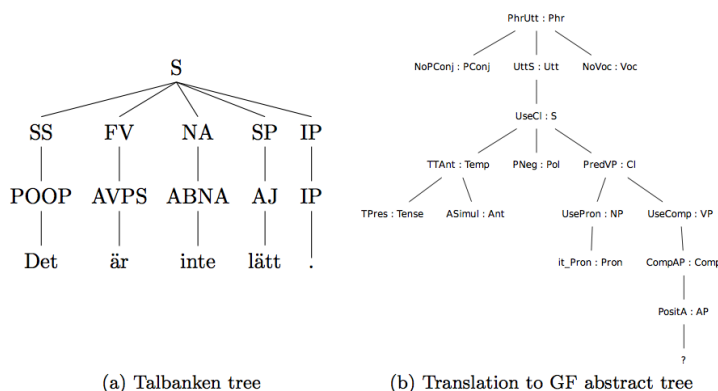 PhrUtt : Phr
NoPConj : PConj UttS : Utt NoVoc : Voc
UseCl : S
TTAnt : Temp PNeg : Pol PredVP : Cl
TPres : Tense ASimul : Ant UsePron : NP UseComp : VP
it_Pron : Pron CompAP : Comp
PositA : AP
?
S
SS FV NA SP IP
POOP AVPS ABNA AJ IP
Det är inte lätt .
(a) Talbanken tree
(b) Translation to GF abstract tree